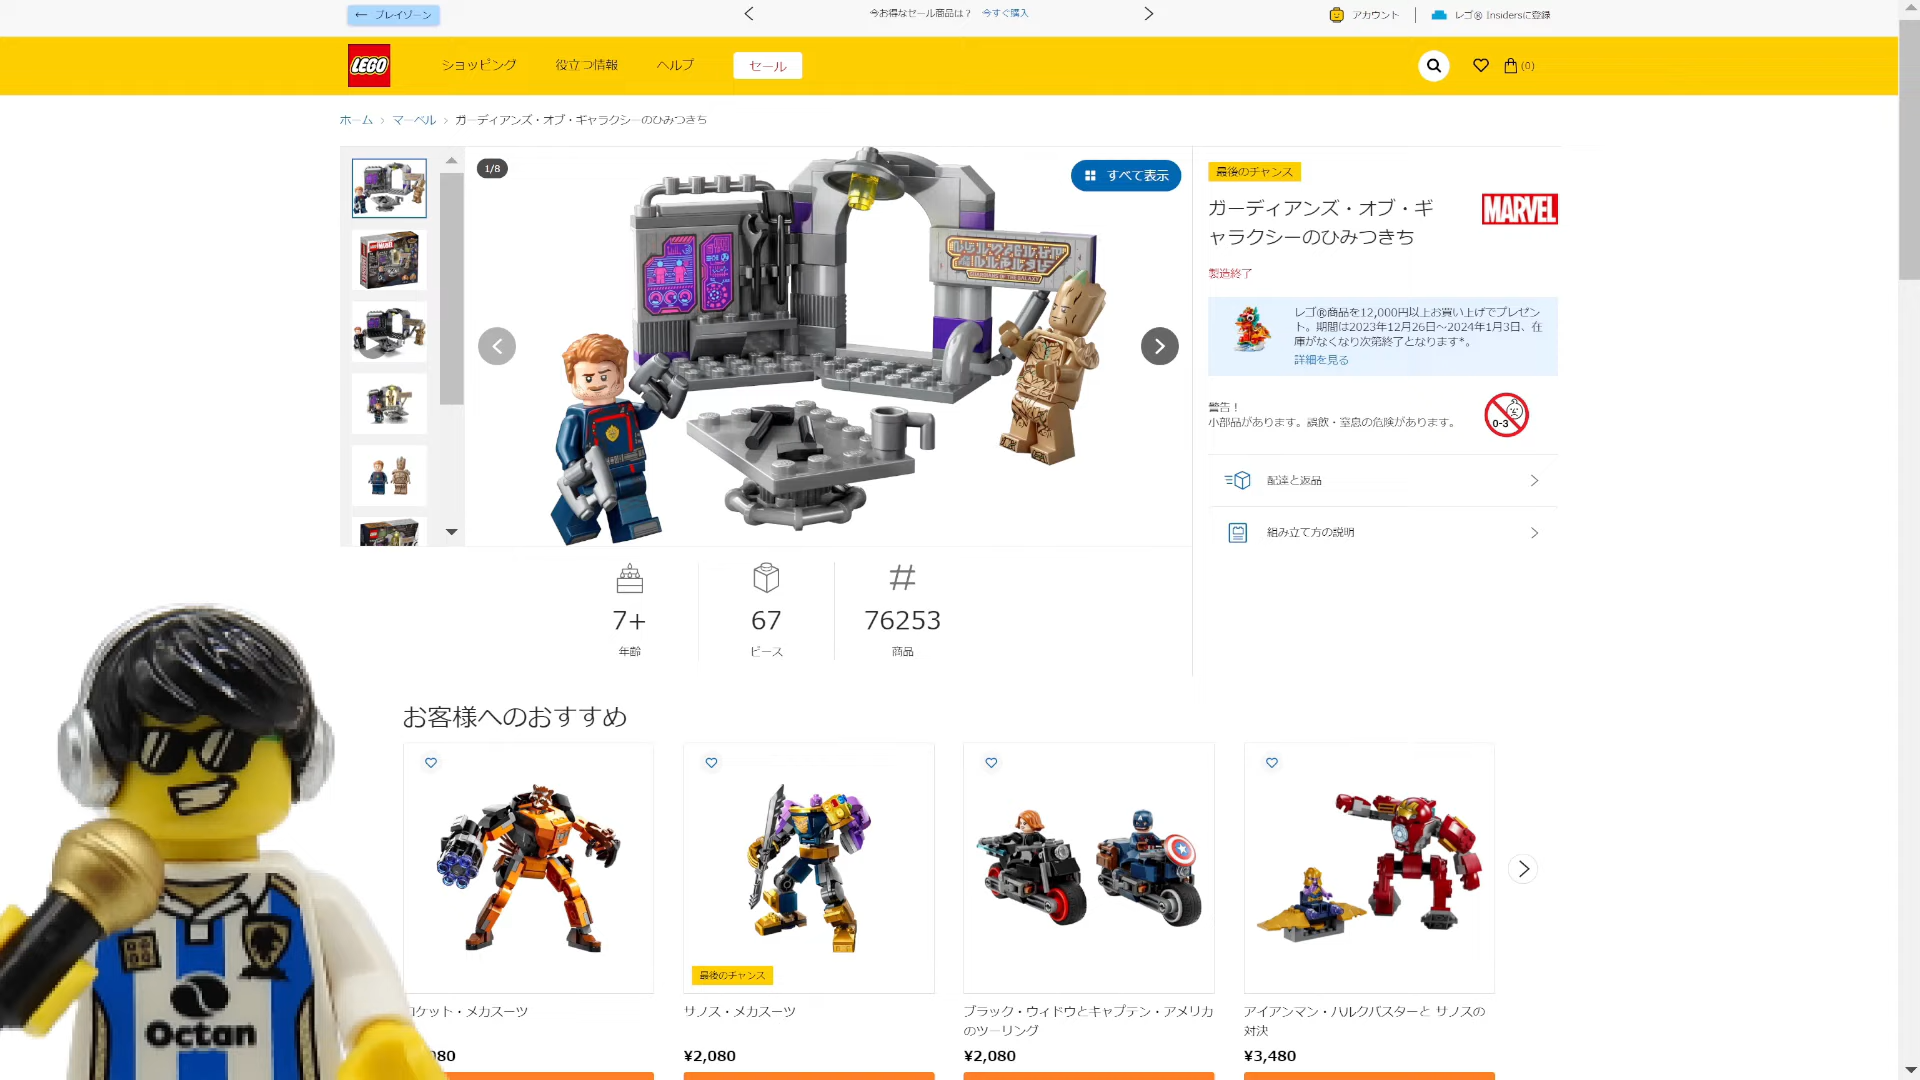 ← プレイゾーン
今お得なセール商品は？ 今すぐ購入
アカウント
レゴ® Insidersに登録
LEGO
ショッピング
役立つ情報
ヘルプ
セール
(0)
ホーム > マーベル > ガーディアンズ・オブ・ギャラクシーのひみつきち
1/8
すべて表示
最後のチャンス
ガーディアンズ・オブ・ギ
ャラクシーのひみつきち
MARVEL
製造終了
レゴ®商品を12,000円以上お買い上げでプレゼン
ト。期間は2023年12月26日～2024年1月3日、在
庫がなくなり次第終了となります*。
詳細を見る
警告！
小部品があります。誤飲・窒息の危険があります。
0-3
配達と返品
組み立て方の説明
7+
年齢
67
ピース
76253
商品
お客様へのおすすめ
最後のチャンス
ケット・メカスーツ
080
サノス・メカスーツ
¥2,080
ブラック・ウィドウとキャプテン・アメリカ
のツーリング
¥2,080
アイアンマン・ハルクバスターと サノスの
対決
¥3,480
Octan